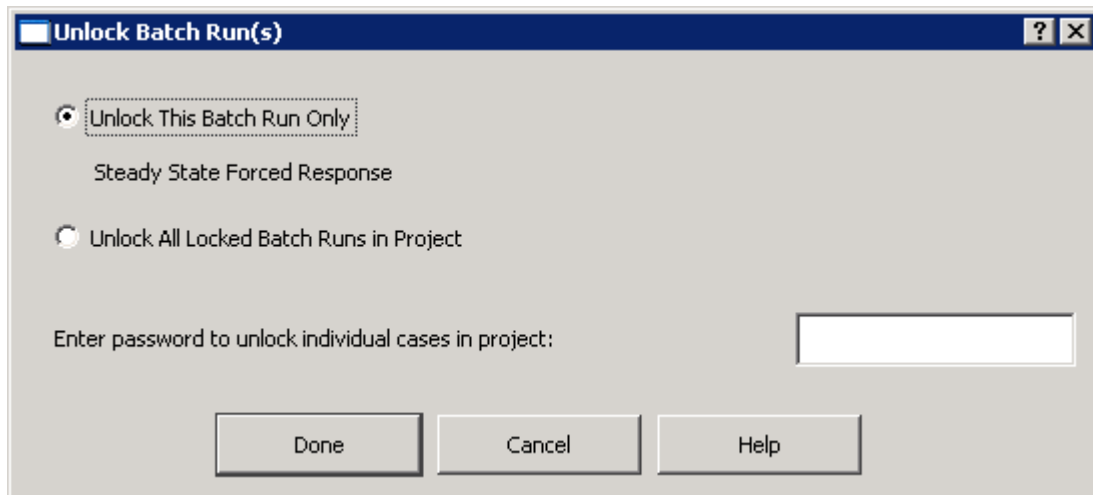 Unlock Batch Run(s)
?
Unlock This Batch Run Only
Steady State Forced Response
Unlock All Locked Batch Runs in Project
Enter password to unlock individual cases in project:
Done Cancel Help